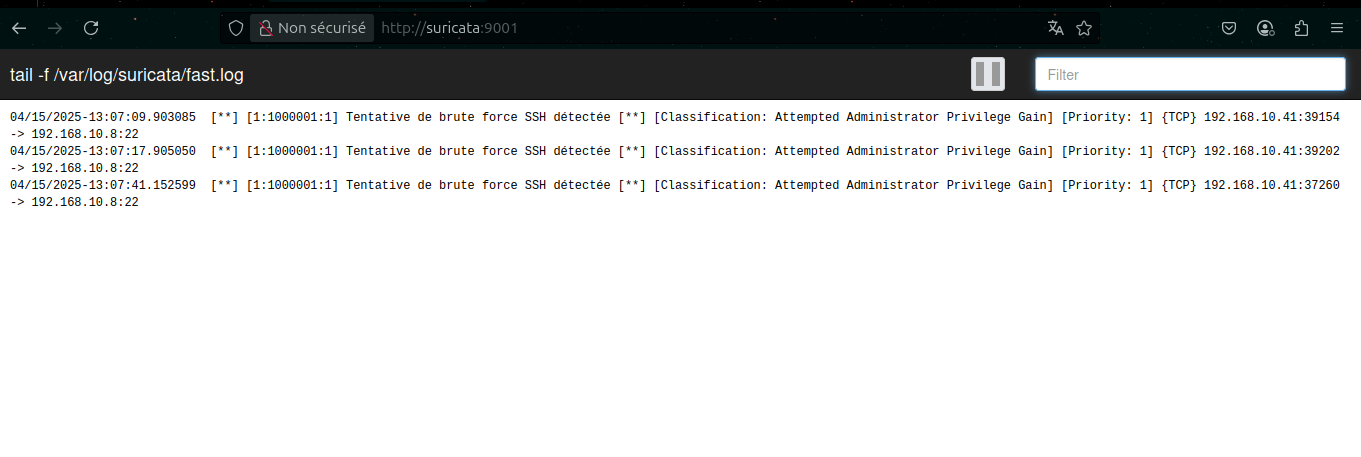 Non sécurisé http://suricata:9001
tail -f /var/log/suricata/fast.log Filter
04/15/2025-13:07:09.903085  [**] [1:1000001:1] Tentative de brute force SSH détectée [**] [Classification: Attempted Administrator Privilege Gain] [Priority: 1] {TCP} 192.168.10.41:39154
-> 192.168.10.8:22
04/15/2025-13:07:17.905050  [**] [1:1000001:1] Tentative de brute force SSH détectée [**] [Classification: Attempted Administrator Privilege Gain] [Priority: 1] {TCP} 192.168.10.41:39202
-> 192.168.10.8:22
04/15/2025-13:07:41.152599  [**] [1:1000001:1] Tentative de brute force SSH détectée [**] [Classification: Attempted Administrator Privilege Gain] [Priority: 1] {TCP} 192.168.10.41:37260
-> 192.168.10.8:22